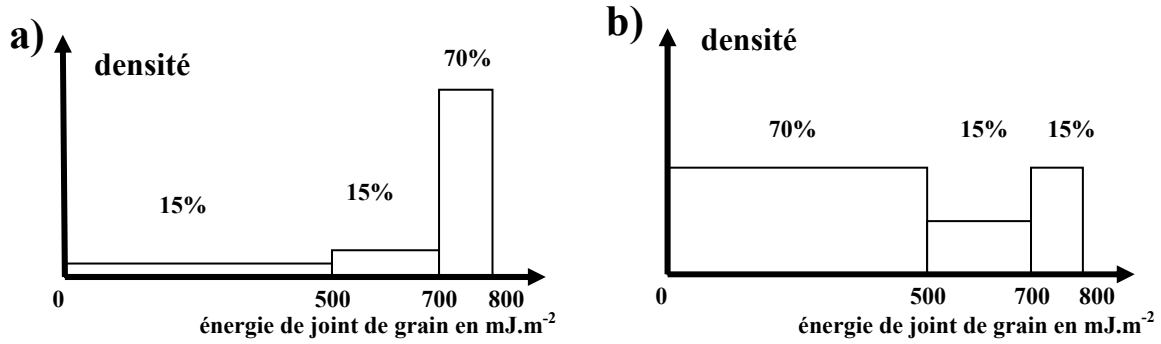 a)
densité
70%
15%
15%
0
500
700
800
énergie de joint de grain en mJ.m⁻²
b)
densité
70%
15%
15%
0
500
700
800
énergie de joint de grain en mJ.m⁻²